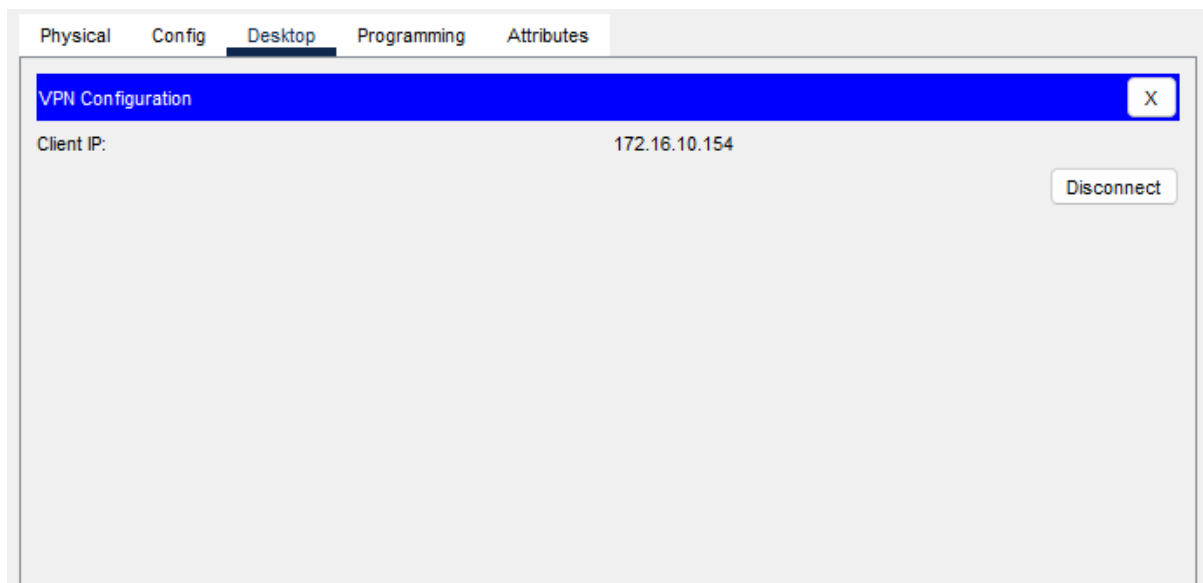 Physical Config Desktop Programming Attributes
VPN Configuration X
Client IP: 172.16.10.154
Disconnect